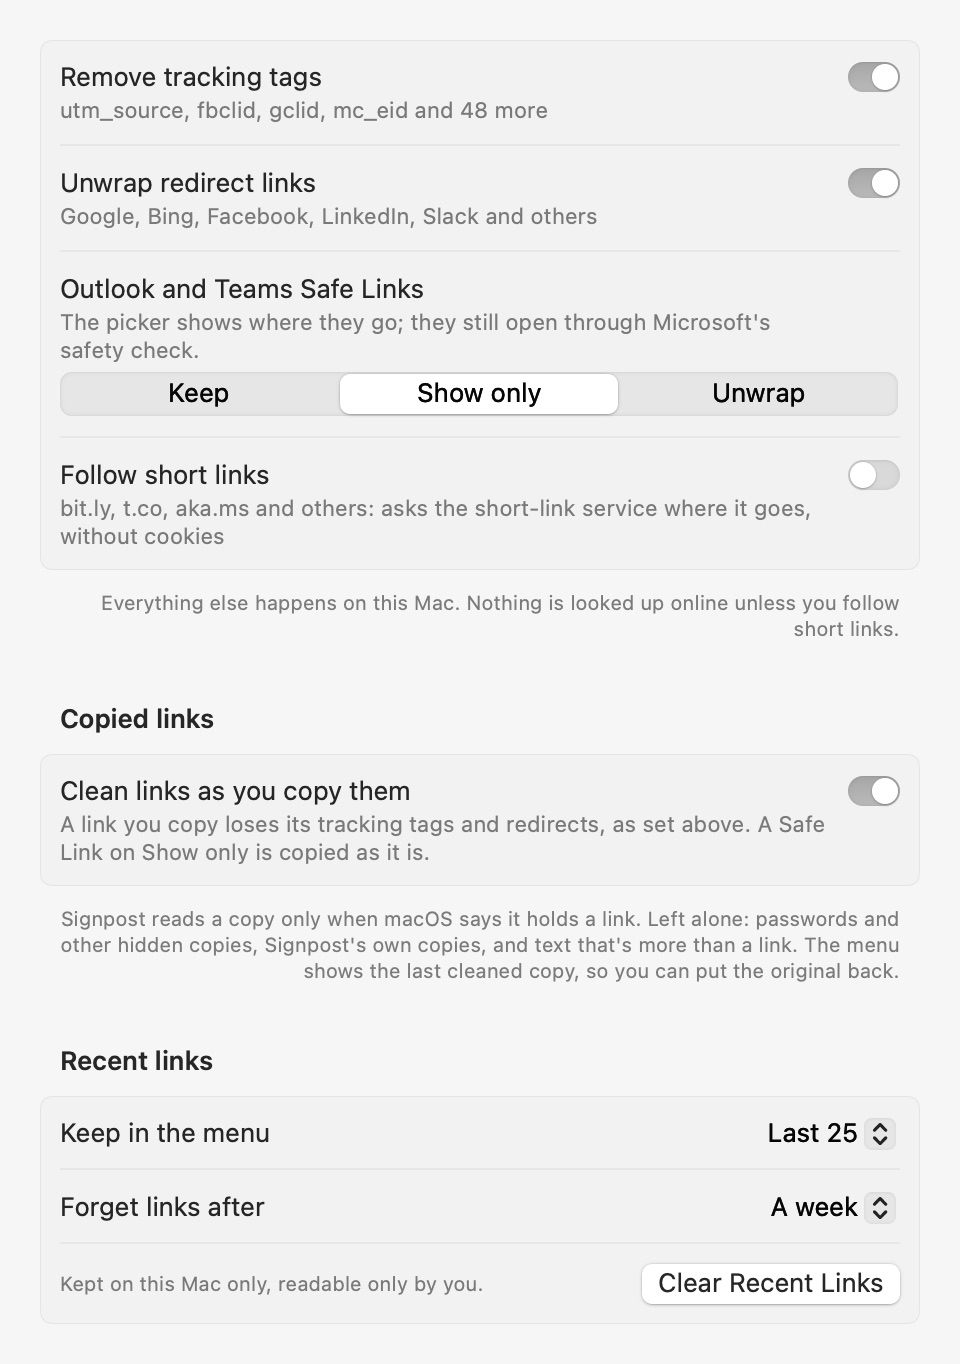 Remove tracking tags
utm_source, fbclid, gclid, mc_eid and 48 more
Unwrap redirect links
Google, Bing, Facebook, LinkedIn, Slack and others
Outlook and Teams Safe Links
The picker shows where they go; they still open through Microsoft's
safety check.
Keep Show only Unwrap
Follow short links
bit.ly, t.co, aka.ms and others: asks the short-link service where it goes,
without cookies
Everything else happens on this Mac. Nothing is looked up online unless you follow
short links.
Copied links
Clean links as you copy them
A link you copy loses its tracking tags and redirects, as set above. A Safe
Link on Show only is copied as it is.
Signpost reads a copy only when macOS says it holds a link. Left alone: passwords and
other hidden copies, Signpost's own copies, and text that's more than a link. The menu
shows the last cleaned copy, so you can put the original back.
Recent links
Keep in the menu Last 25
Forget links after A week
Kept on this Mac only, readable only by you. Clear Recent Links